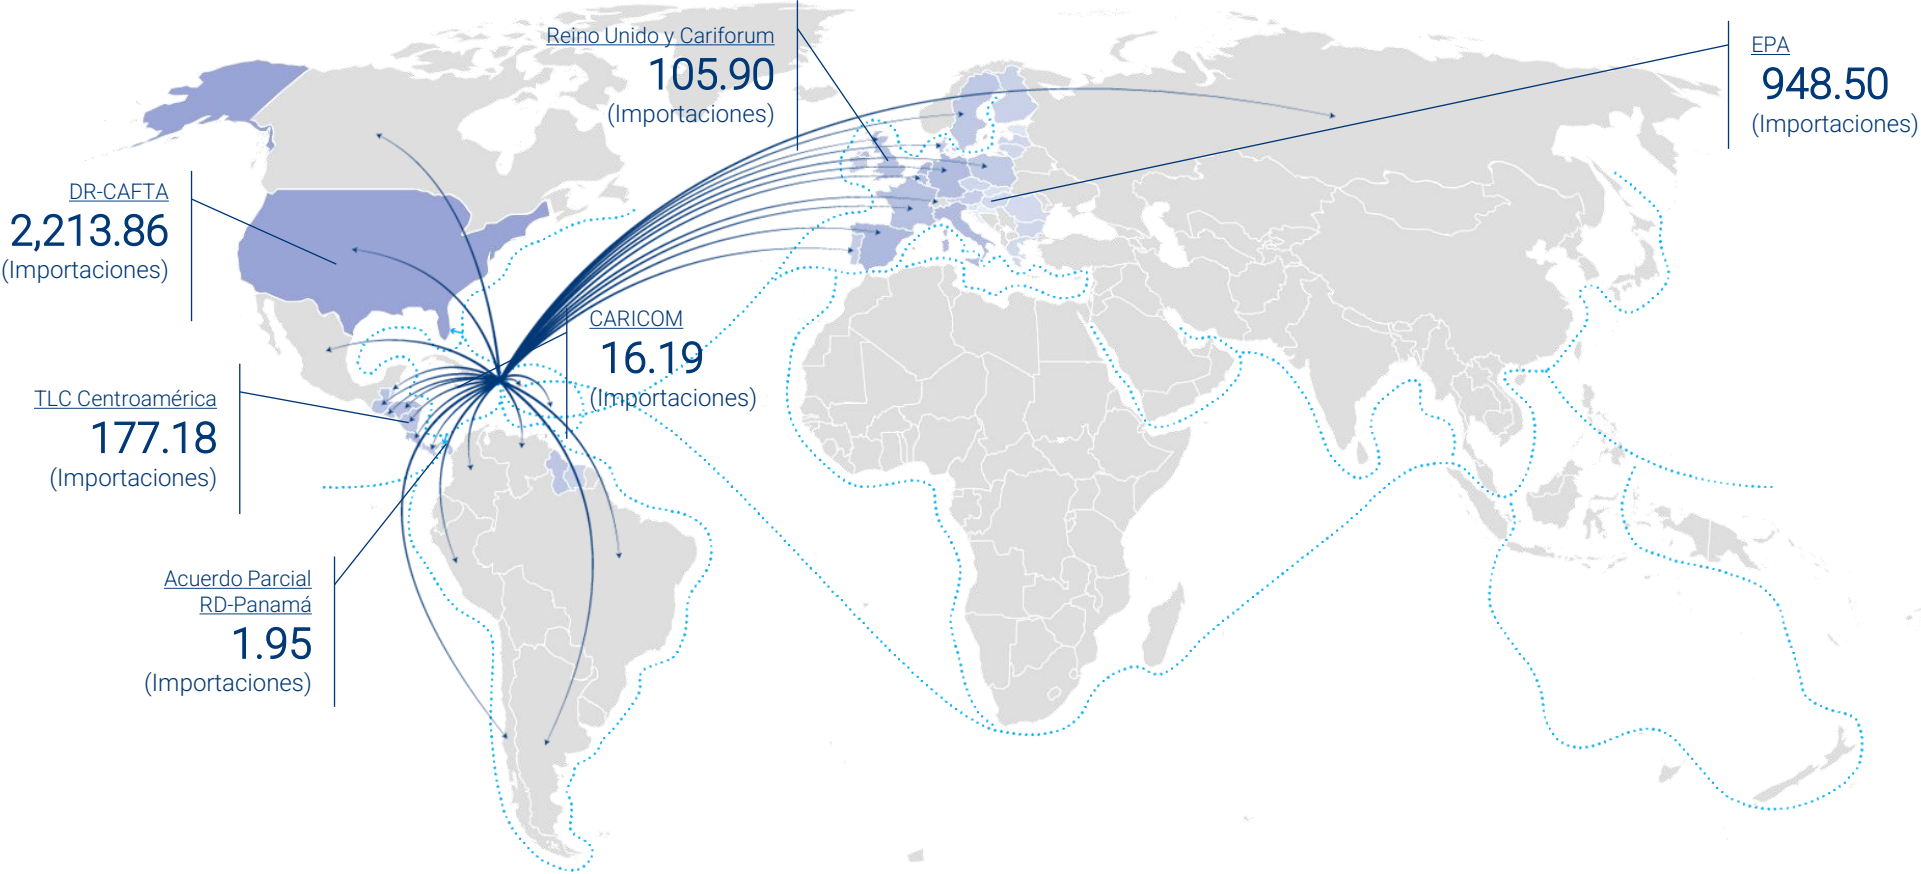 Reino Unido y Cariforum
105.90
(Importaciones)
EPA
948.50
(Importaciones)
DR-CAFTA
2,213.86
(Importaciones)
CARICOM
16.19
(Importaciones)
TLC Centroamérica
177.18
(Importaciones)
Acuerdo Parcial
RD-Panamá
1.95
(Importaciones)